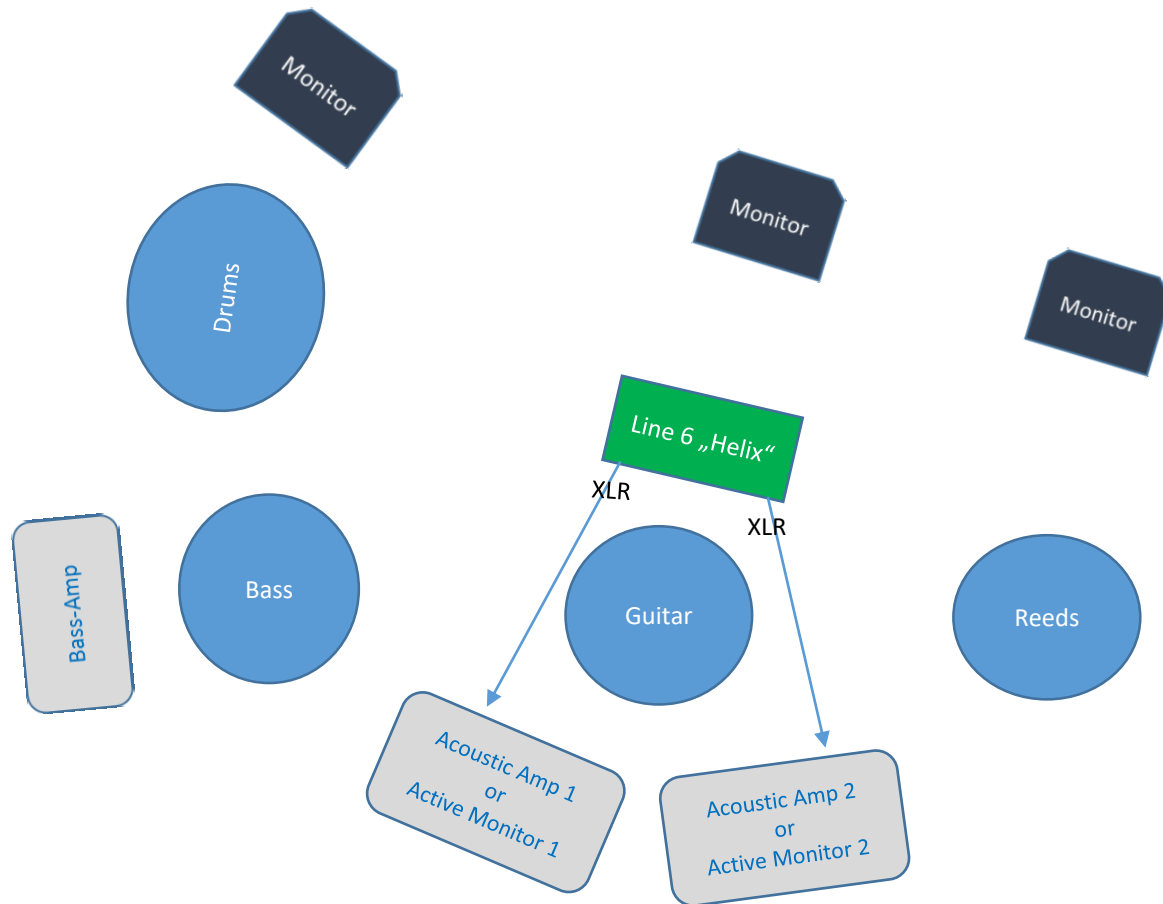 Monitor
Monitor
Drums
Monitor
Line 6 „Helix“
XLR
XLR
Bass-Amp
Bass
Guitar
Reeds
Acoustic Amp 1
or
Active Monitor 1
Acoustic Amp 2
or
Active Monitor 2